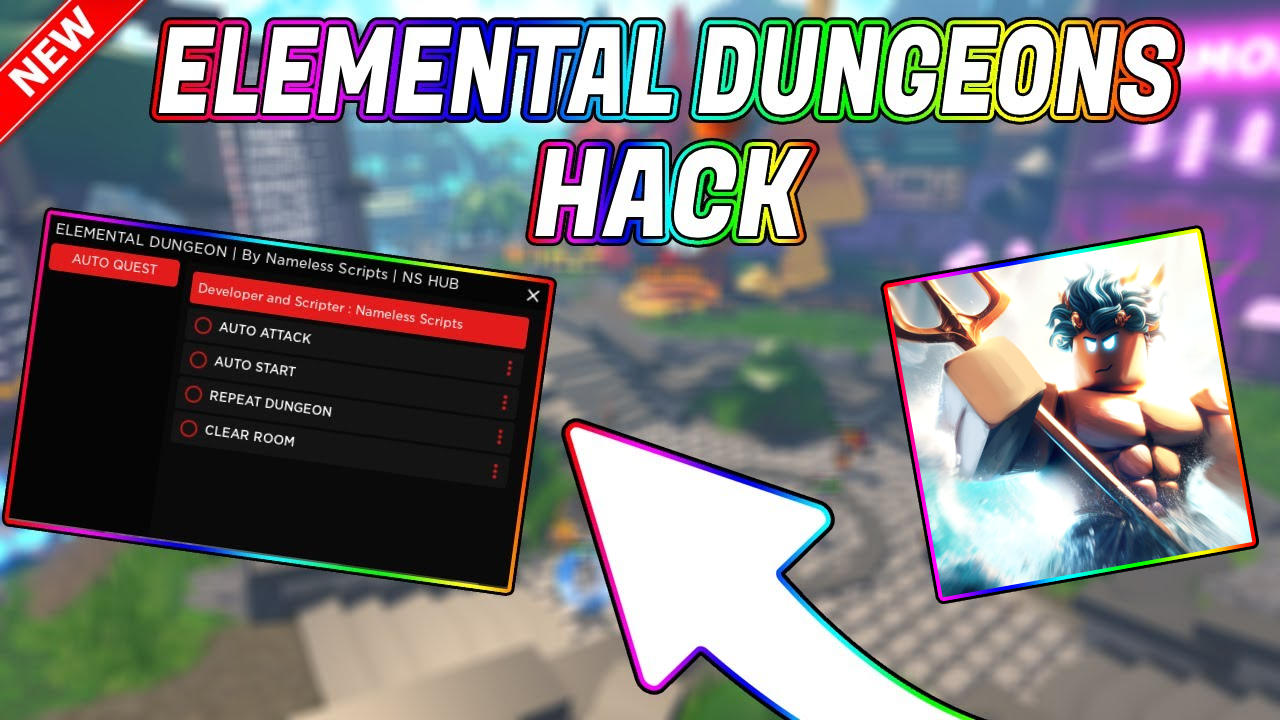 NEW
ELEMENTAL DUNGEONS
HACK
ELEMENTAL DUNGEON | By Nameless Scripts | NS HUB
AUTO QUEST
Developer and Scripter : Nameless Scripts
AUTO ATTACK
AUTO START
REPEAT DUNGEON
CLEAR ROOM